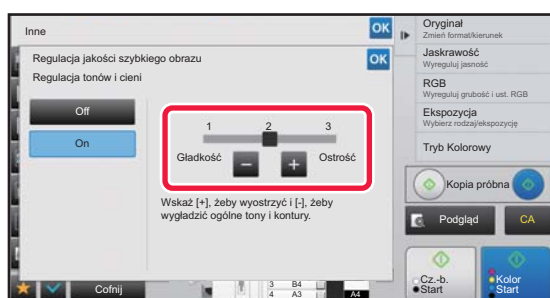 Inne
OK
Regulacja jakości szybkiego obrazu
OK
Regulacja tonów i cieni
Off
On
1 2 3
Gładkość
Ostrość
Wskaż [+], żeby wyostrzyć i [-], żeby
wygładzić ogólne tony i kontury.
Cofnij
3 B4
4 A3
A4
Oryginał
Zmień format/kierunek
Jaskrawość
Wyreguluj jasność
RGB
Wyreguluj grubość i ust. RGB
Ekspozycja
Wybierz rodzaj/ekspozycję
Tryb Kolorowy
Kopia próbna
Podgląd
CA
Cz.-b.
Start
Kolor
Start